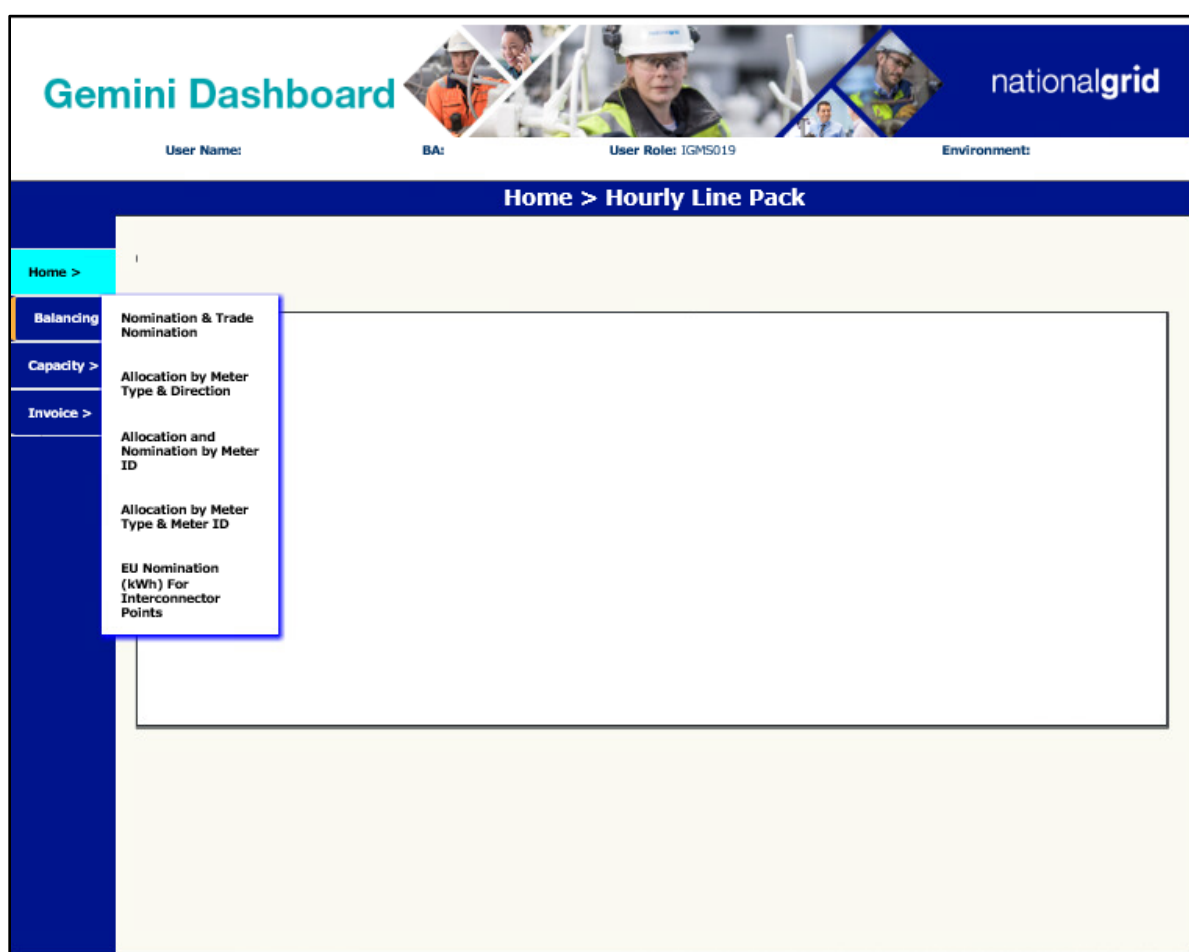 Gemini Dashboard
nationalgrid
User Name:
BA:
User Role: IGMS019
Environment:
Home > Hourly Line Pack
Home >
Balancing
Capacity >
Invoice >
Nomination & Trade
Nomination
Allocation by Meter
Type & Direction
Allocation and
Nomination by Meter
ID
Allocation by Meter
Type & Meter ID
EU Nomination
(kWh) For
Interconnector
Points